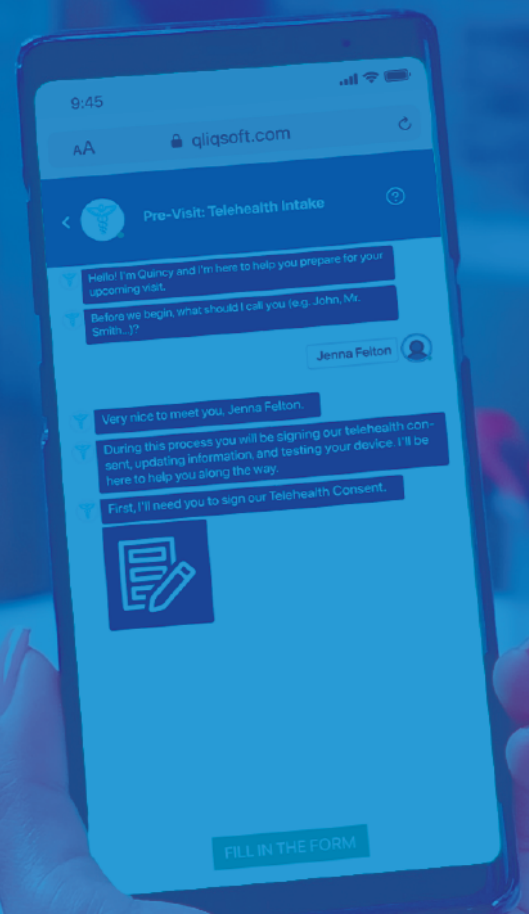 9:45
AA qliqsoft.com
Pre-Visit: Telehealth Intake
Hello! I'm Quincy and I'm here to help you prepare for your
upcoming visit.
Before we begin, what should I call you (e.g. John, Mr.
Smith...)?
Jenna Felton
Very nice to meet you, Jenna Felton.
During this process you will be signing our telehealth con-
sent, updating information, and testing your device. I'll be
here to help you along the way.
First, I'll need you to sign our Telehealth Consent.
FILL IN THE FORM